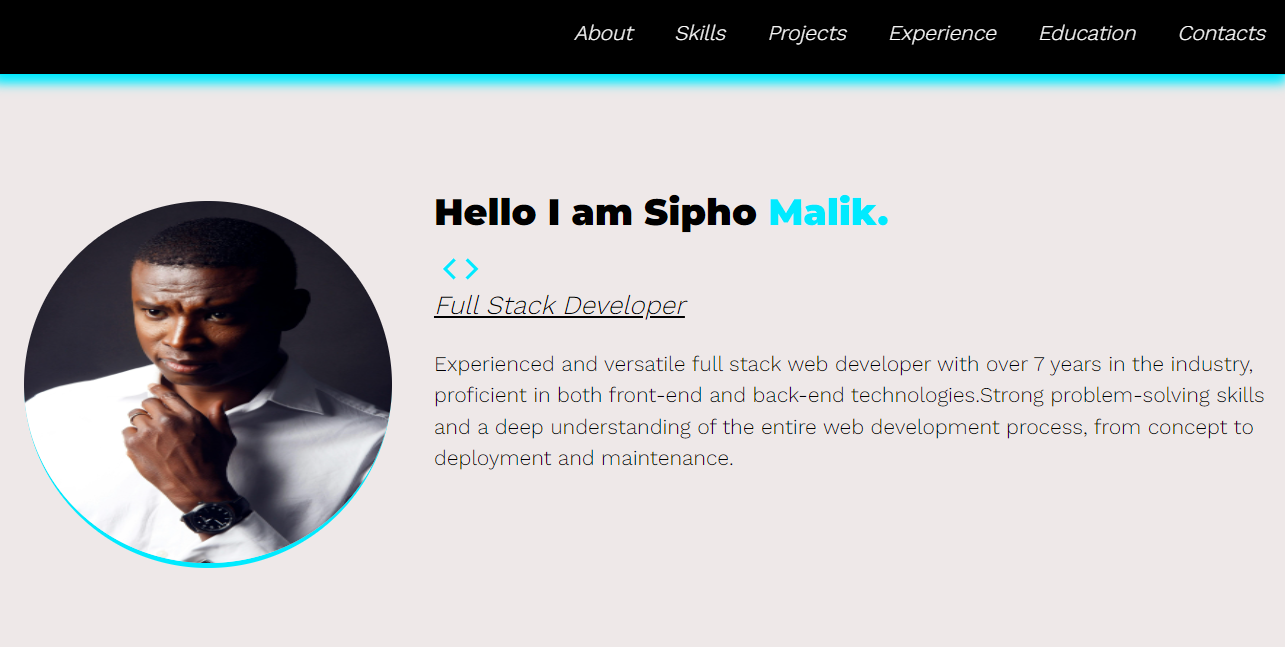 About Skills Projects Experience Education Contacts
Hello I am Sipho Malik.
<>
Full Stack Developer
Experienced and versatile full stack web developer with over 7 years in the industry,
proficient in both front-end and back-end technologies.Strong problem-solving skills
and a deep understanding of the entire web development process, from concept to
deployment and maintenance.